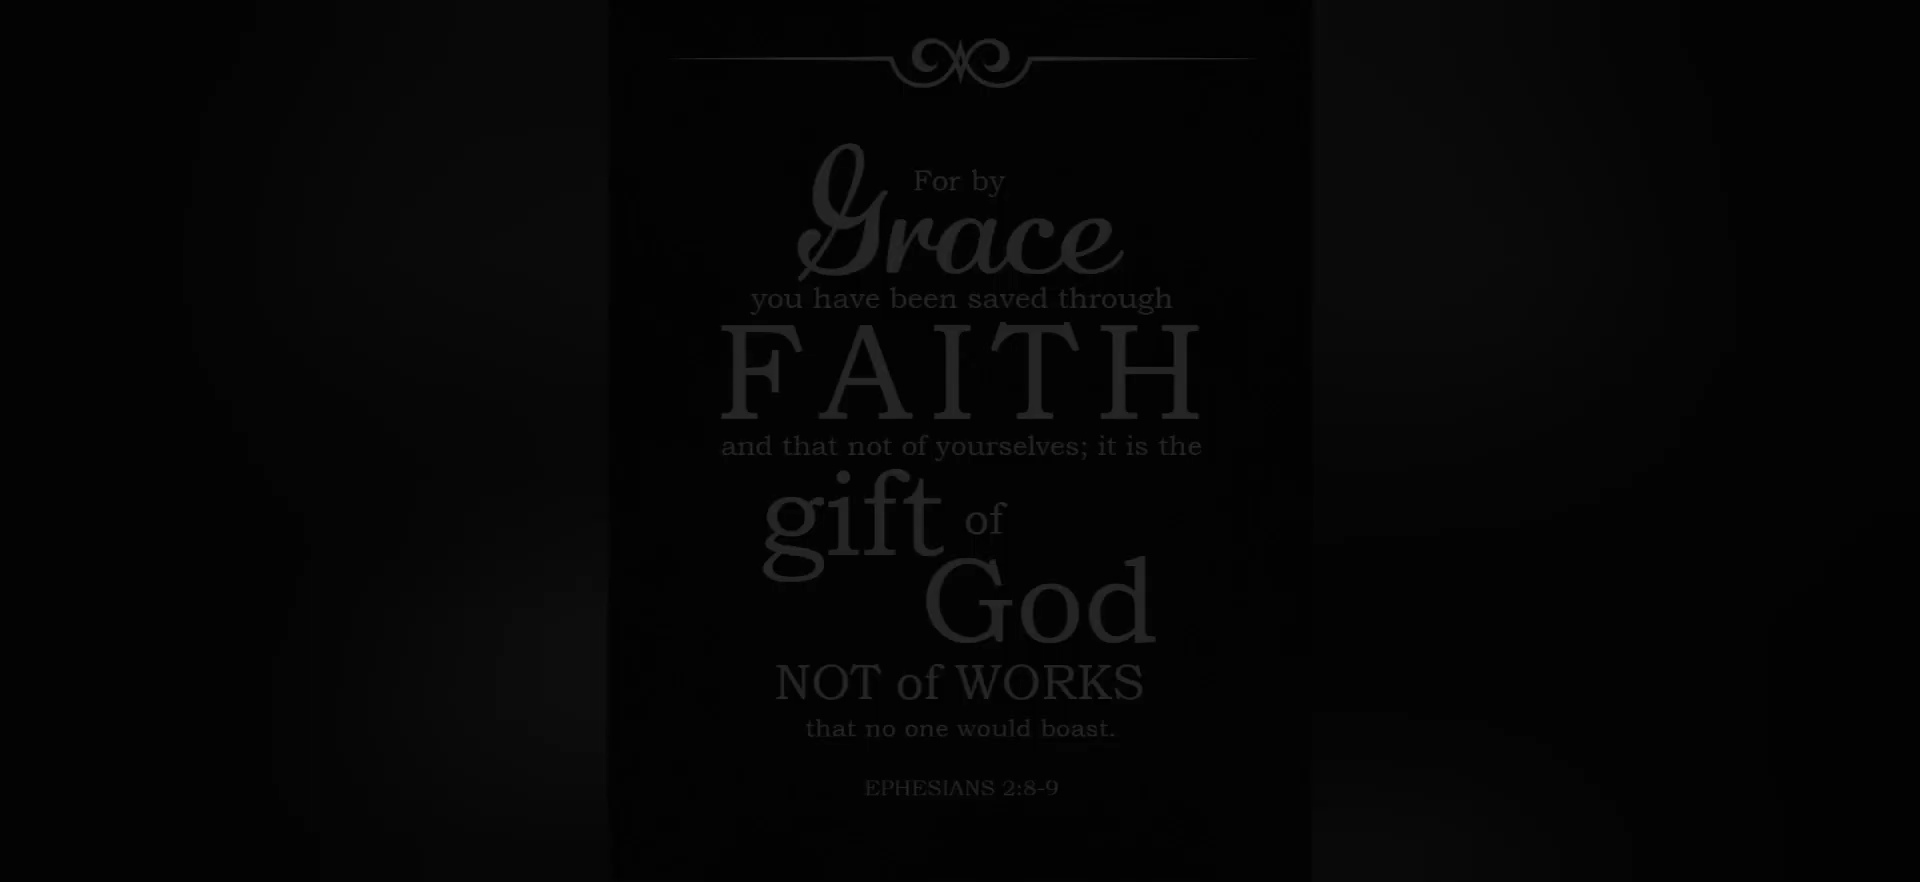 For by
Grace
you have been saved through
FAITH
and that not of yourselves; it is the
gift of
God
NOT of WORKS
that no one would boast.
EPHESIANS 2:8-9